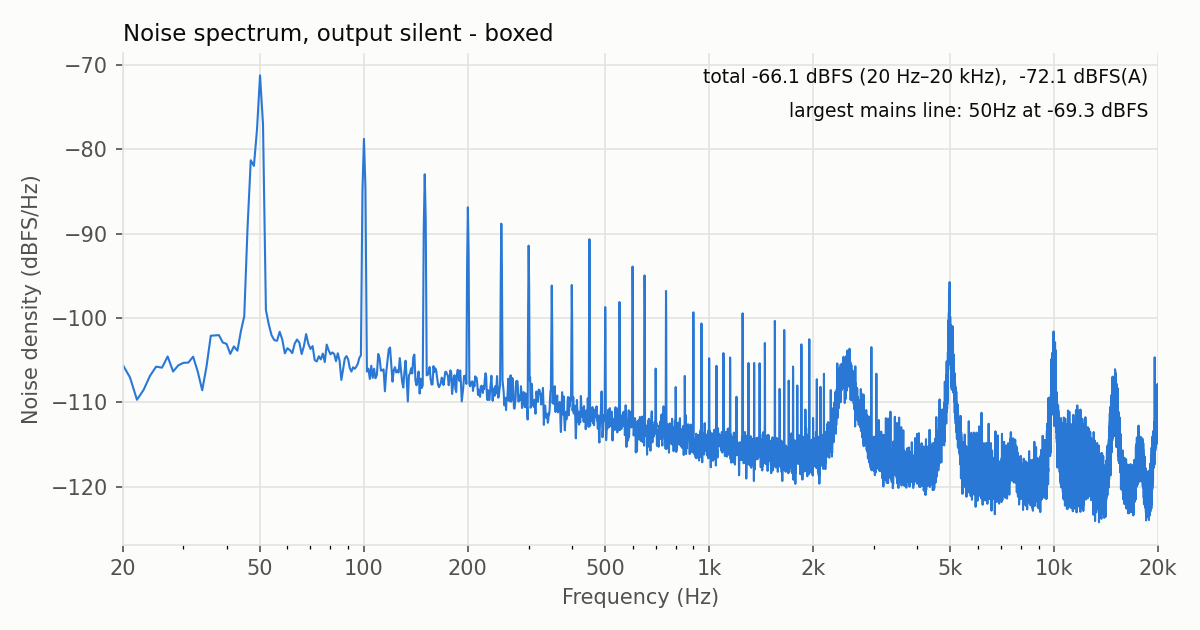 Noise spectrum, output silent - boxed
total -66.1 dBFS (20 Hz–20 kHz),  -72.1 dBFS(A)
largest mains line: 50Hz at -69.3 dBFS
Noise density (dBFS/Hz)
−70
−80
−90
−100
−110
−120
20 50 100 200 500 1k 2k 5k 10k 20k
Frequency (Hz)